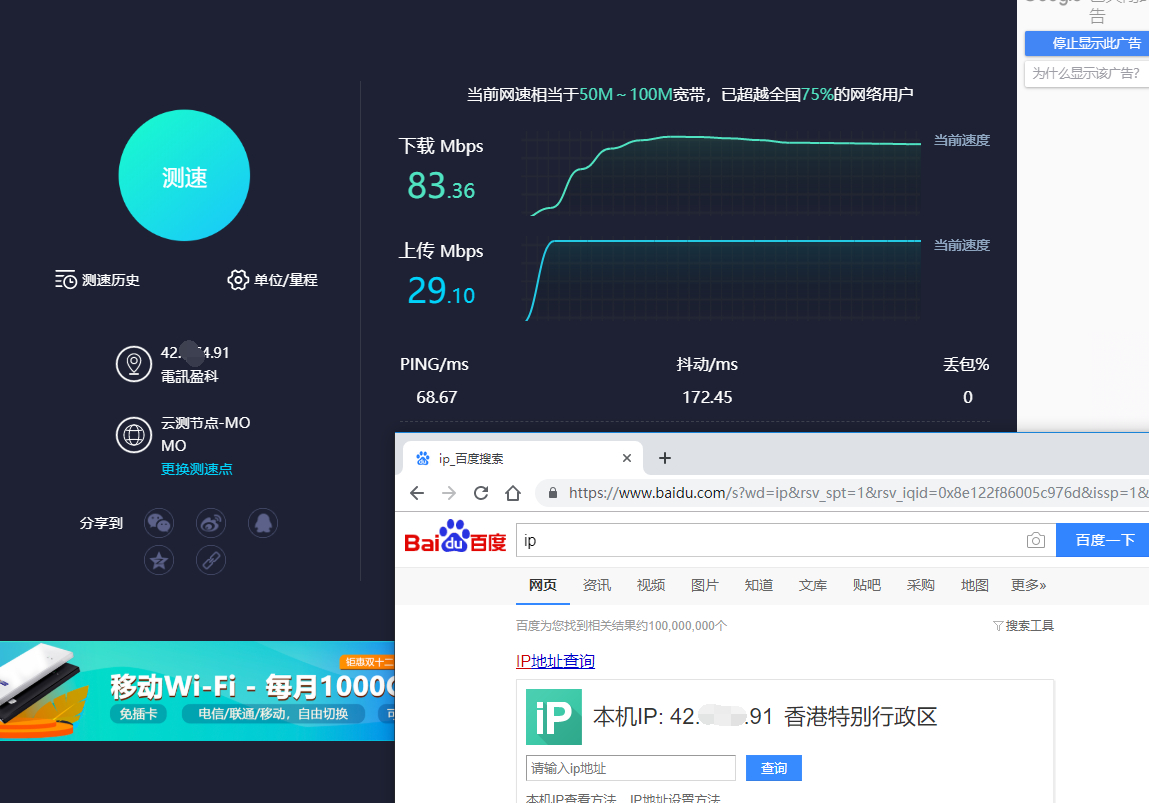 告
停止显示此广告
为什么显示该广告?
当前网速相当于50M ~ 100M宽带，已超越全国75%的网络用户
测速
测速历史
单位/量程
下载 Mbps
83.36
当前速度
上传 Mbps
29.10
当前速度
PING/ms 抖动/ms 丢包%
68.67 172.45 0
42. 4.91
電訊盈科
云测节点-MO
MO
更换测速点
分享到
钜惠双十二
移动Wi-Fi - 每月1000G
免插卡 电信/联通/移动，自由切换 可
ip_百度搜索
https://www.baidu.com/s?wd=ip&rsv_spt=1&rsv_iqid=0x8e122f86005c976d&issp=1&
Bai du 百度
ip
百度一下
网页 资讯 视频 图片 知道 文库 贴吧 采购 地图 更多»
百度为您找到相关结果约100,000,000个
搜索工具
IP地址查询
iP
本机IP: 42. .91 香港特别行政区
请输入ip地址
查询
本机IP查看方法 IP地址设置方法